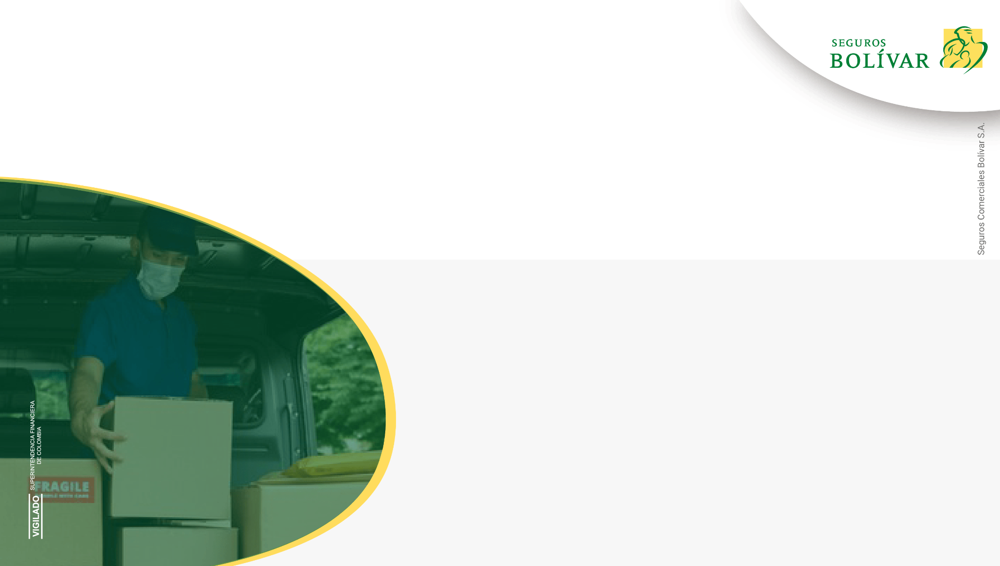 SEGUROS
BOLÍVAR
Seguros Comerciales Bolívar S.A.
FRAGILE
VIGILADO
SUPERINTENDENCIA FINANCIERA
DE COLOMBIA